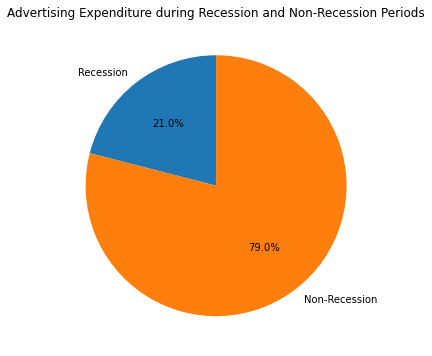 Advertising Expenditure during Recession and Non-Recession Periods
Recession
21.0%
79.0%
Non-Recession